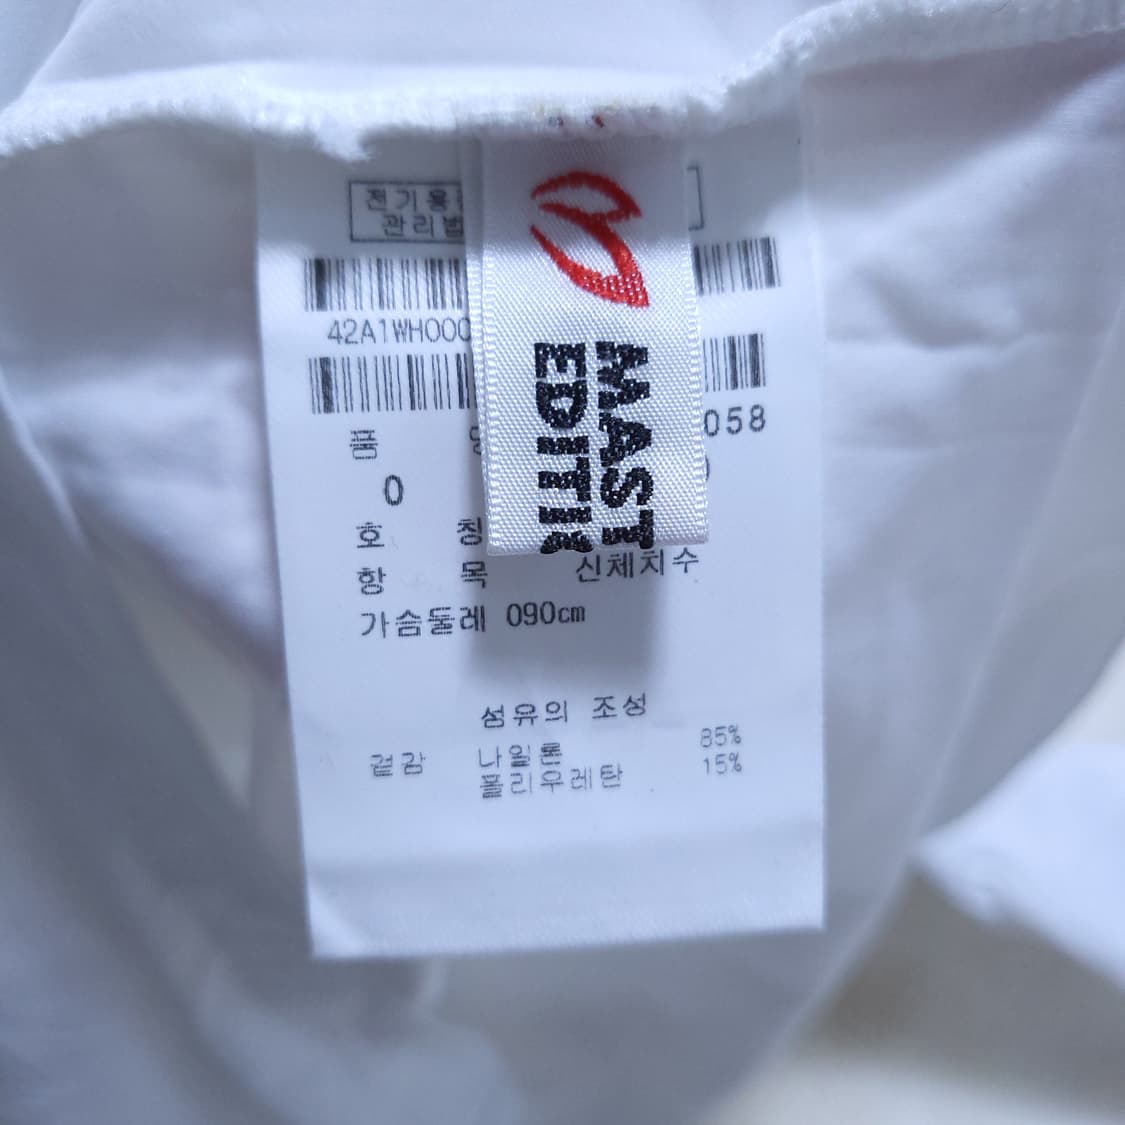 전기용
관리법
42A1WH000
058
품
0
호 칭
항 목 신체치수
가슴둘레 090cm
섬유의 조성
겉감 나일론 85%
폴리우레탄 15%
MAST
EDITI